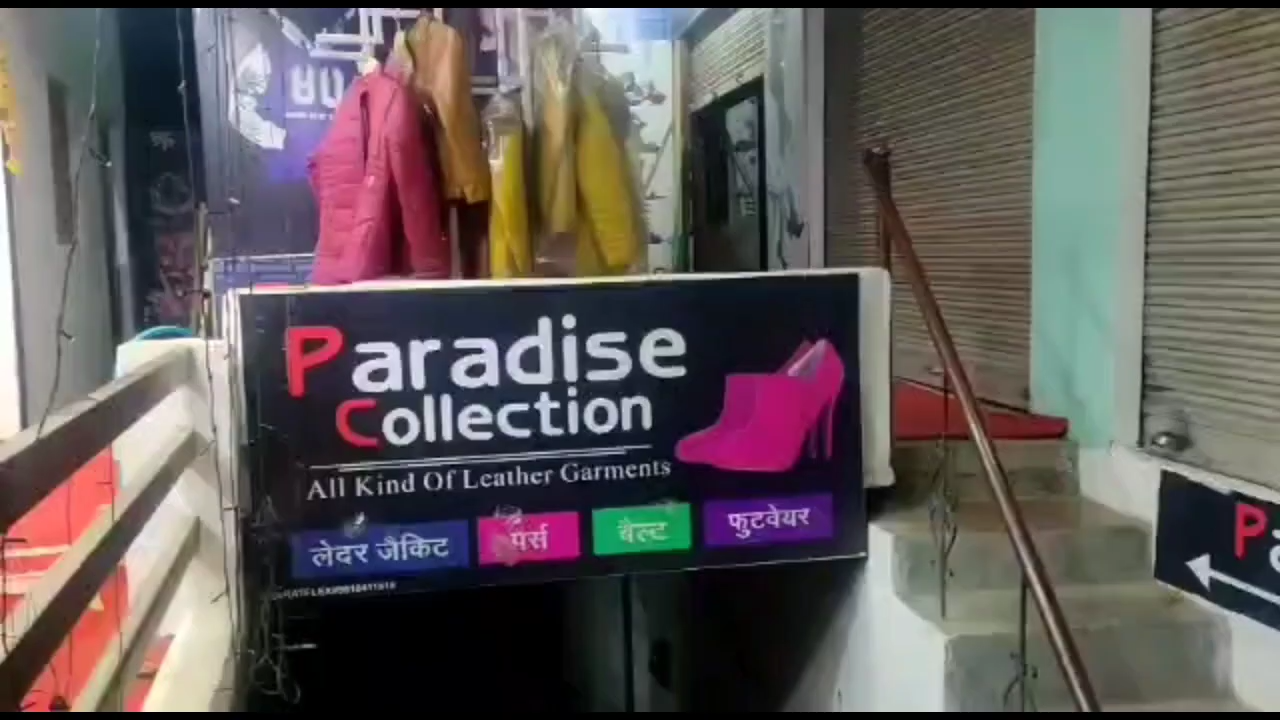 Paradise
Collection
All Kind Of Leather Garments
लेदर जैकिट पर्स बैल्ट फुटवेयर
P